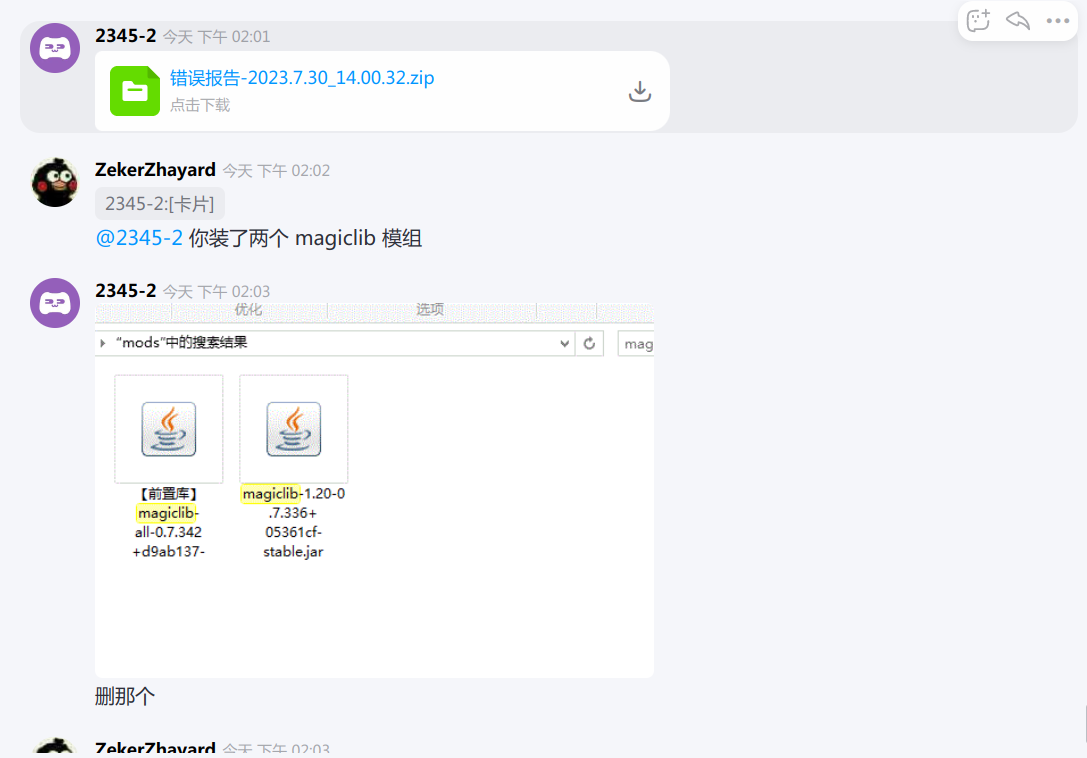 2345-2 今天 下午 02:01
错误报告-2023.7.30_14.00.32.zip
点击下载
ZekerZhayard 今天 下午 02:02
2345-2:[卡片]
@2345-2 你装了两个 magiclib 模组
2345-2 今天 下午 02:03
优化 选项
“mods”中的搜索结果 mag
【前置库】
magiclib-
all-0.7.342
+d9ab137-
magiclib-1.20-0
.7.336+
05361cf-
stable.jar
删那个
ZekerZhayard 今天 下午 02:03